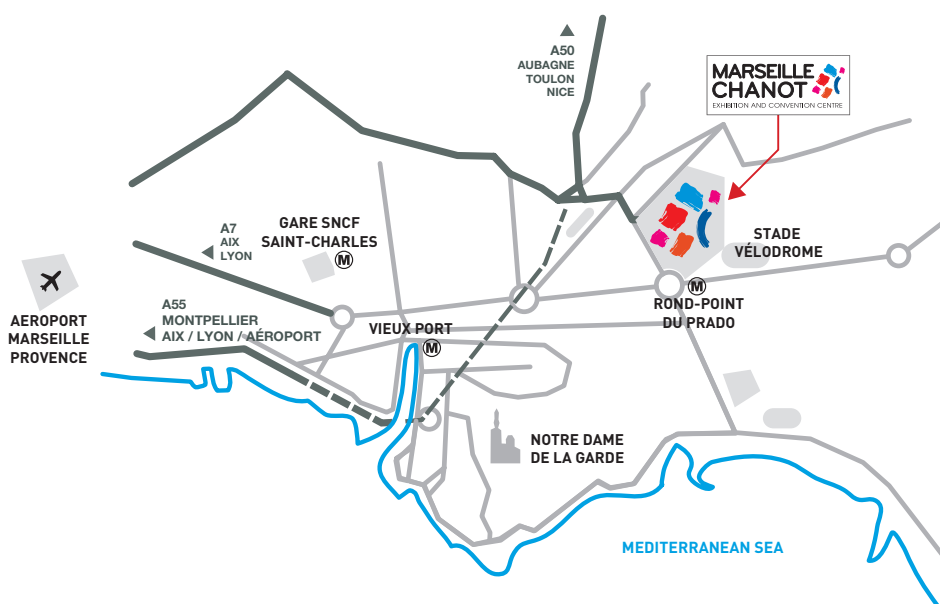 A50
AUBAGNE
TOULON
NICE
MARSEILLE
CHANOT
EXHIBITION AND CONVENTION CENTRE
GARE SNCF
SAINT-CHARLES
M
A7
AIX
LYON
STADE
VÉLODROME
M
ROND-POINT
DU PRADO
A55
MONTPELLIER
AIX / LYON / AÉROPORT
AEROPORT
MARSEILLE
PROVENCE
VIEUX PORT
M
NOTRE DAME
DE LA GARDE
MEDITERRANEAN SEA